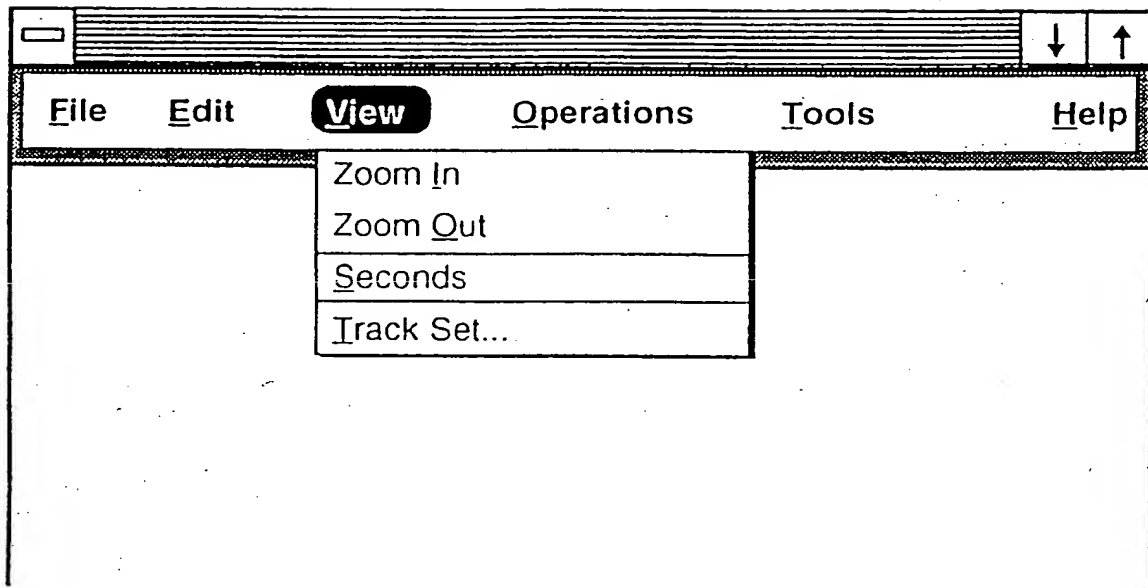 File Edit View Operations Tools Help
Zoom In
Zoom Out
Seconds
Track Set...